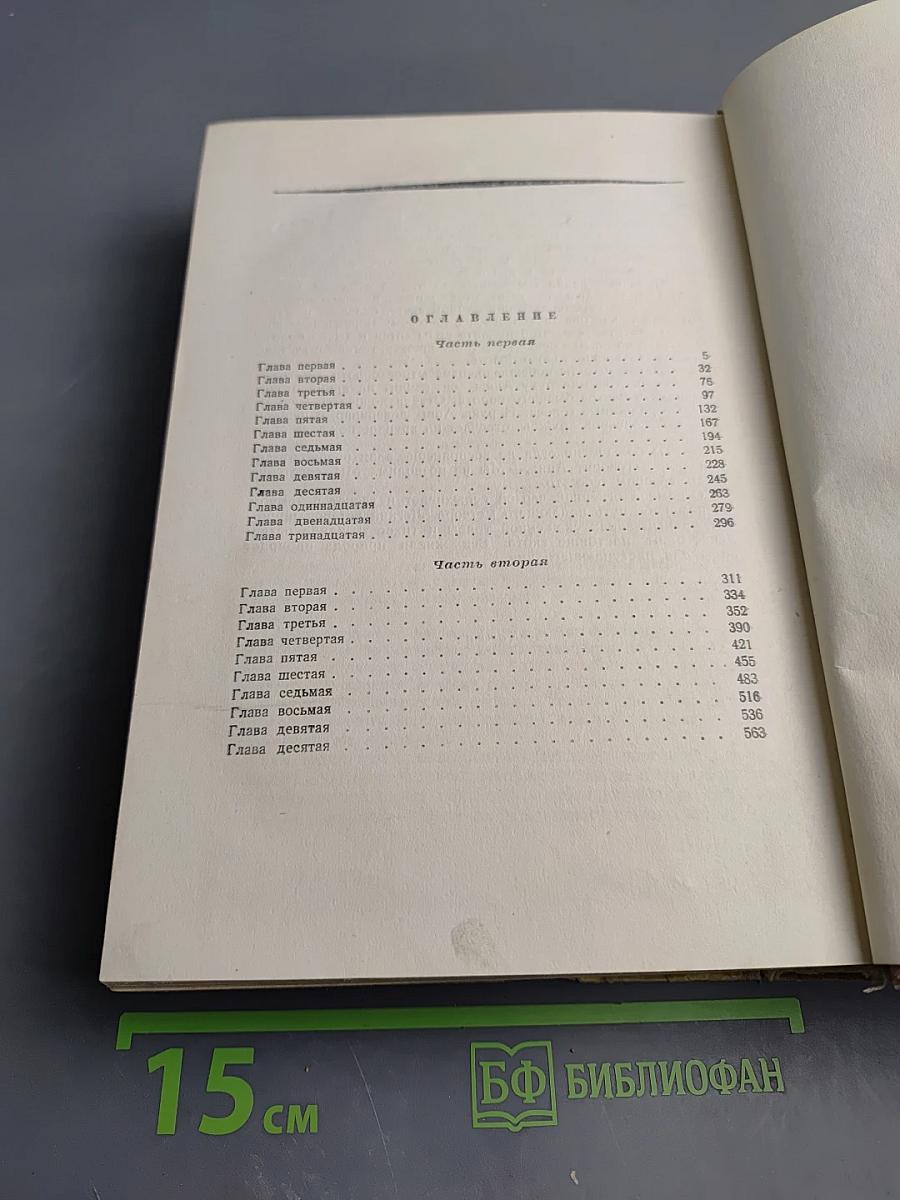 ОГЛАВЛЕНИЕ
Часть первая
Глава первая . . . . . . . . . . . . . . . . . 5
Глава вторая . . . . . . . . . . . . . . . . . 32
Глава третья . . . . . . . . . . . . . . . . . 76
Глава четвертая . . . . . . . . . . . . . . . . . 97
Глава пятая . . . . . . . . . . . . . . . . . 132
Глава шестая . . . . . . . . . . . . . . . . . 167
Глава седьмая . . . . . . . . . . . . . . . . . 194
Глава восьмая . . . . . . . . . . . . . . . . . 215
Глава девятая . . . . . . . . . . . . . . . . . 228
Глава десятая . . . . . . . . . . . . . . . . . 245
Глава одиннадцатая . . . . . . . . . . . . . . . . . 263
Глава двенадцатая . . . . . . . . . . . . . . . . . 279
Глава тринадцатая . . . . . . . . . . . . . . . . . 296
Часть вторая
Глава первая . . . . . . . . . . . . . . . . . 311
Глава вторая . . . . . . . . . . . . . . . . . 334
Глава третья . . . . . . . . . . . . . . . . . 352
Глава четвертая . . . . . . . . . . . . . . . . . 390
Глава пятая . . . . . . . . . . . . . . . . . 421
Глава шестая . . . . . . . . . . . . . . . . . 455
Глава седьмая . . . . . . . . . . . . . . . . . 483
Глава восьмая . . . . . . . . . . . . . . . . . 516
Глава девятая . . . . . . . . . . . . . . . . . 536
Глава десятая . . . . . . . . . . . . . . . . . 563
15 см
БФ БИБЛИОФАН